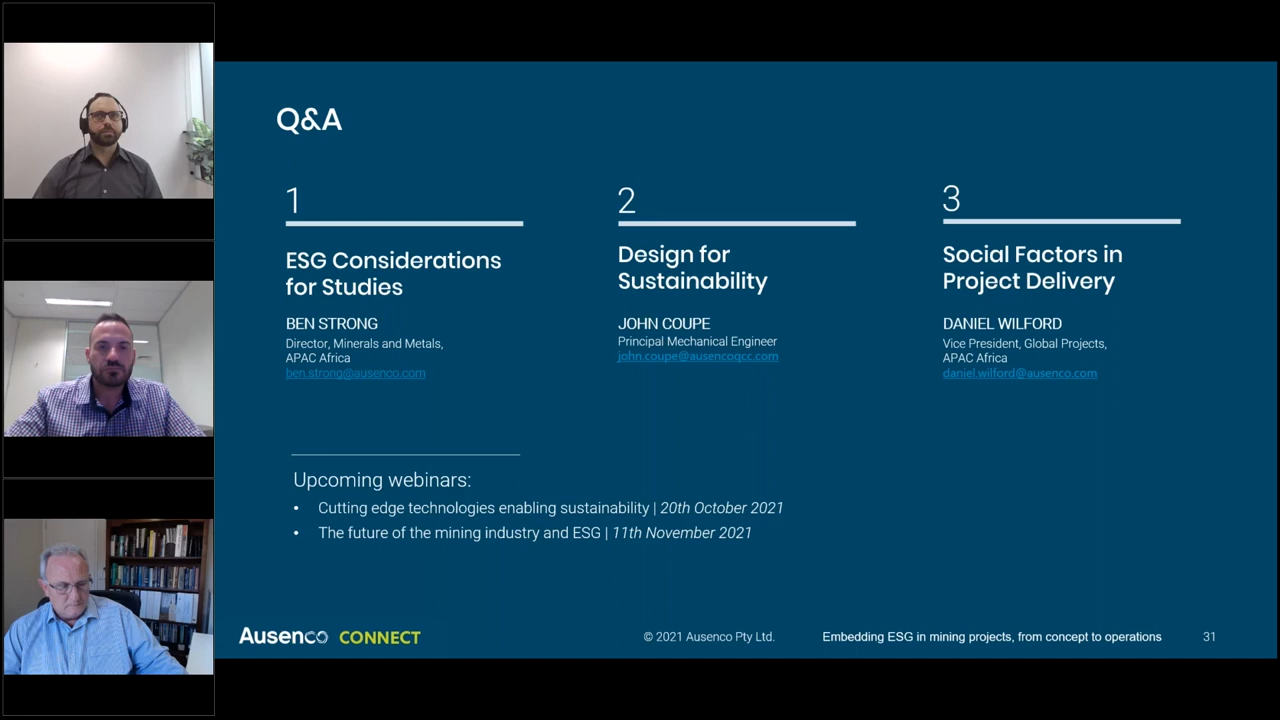 Q&A
1
ESG Considerations
for Studies
BEN STRONG
Director, Minerals and Metals,
APAC Africa
ben.strong@ausenco.com
2
Design for
Sustainability
JOHN COUPE
Principal Mechanical Engineer
john.coupe@ausencoqcc.com
3
Social Factors in
Project Delivery
DANIEL WILFORD
Vice President, Global Projects,
APAC Africa
daniel.wilford@ausenco.com
Upcoming webinars:
• Cutting edge technologies enabling sustainability | 20th October 2021
• The future of the mining industry and ESG | 11th November 2021
Ausenco CONNECT
© 2021 Ausenco Pty Ltd.
Embedding ESG in mining projects, from concept to operations
31